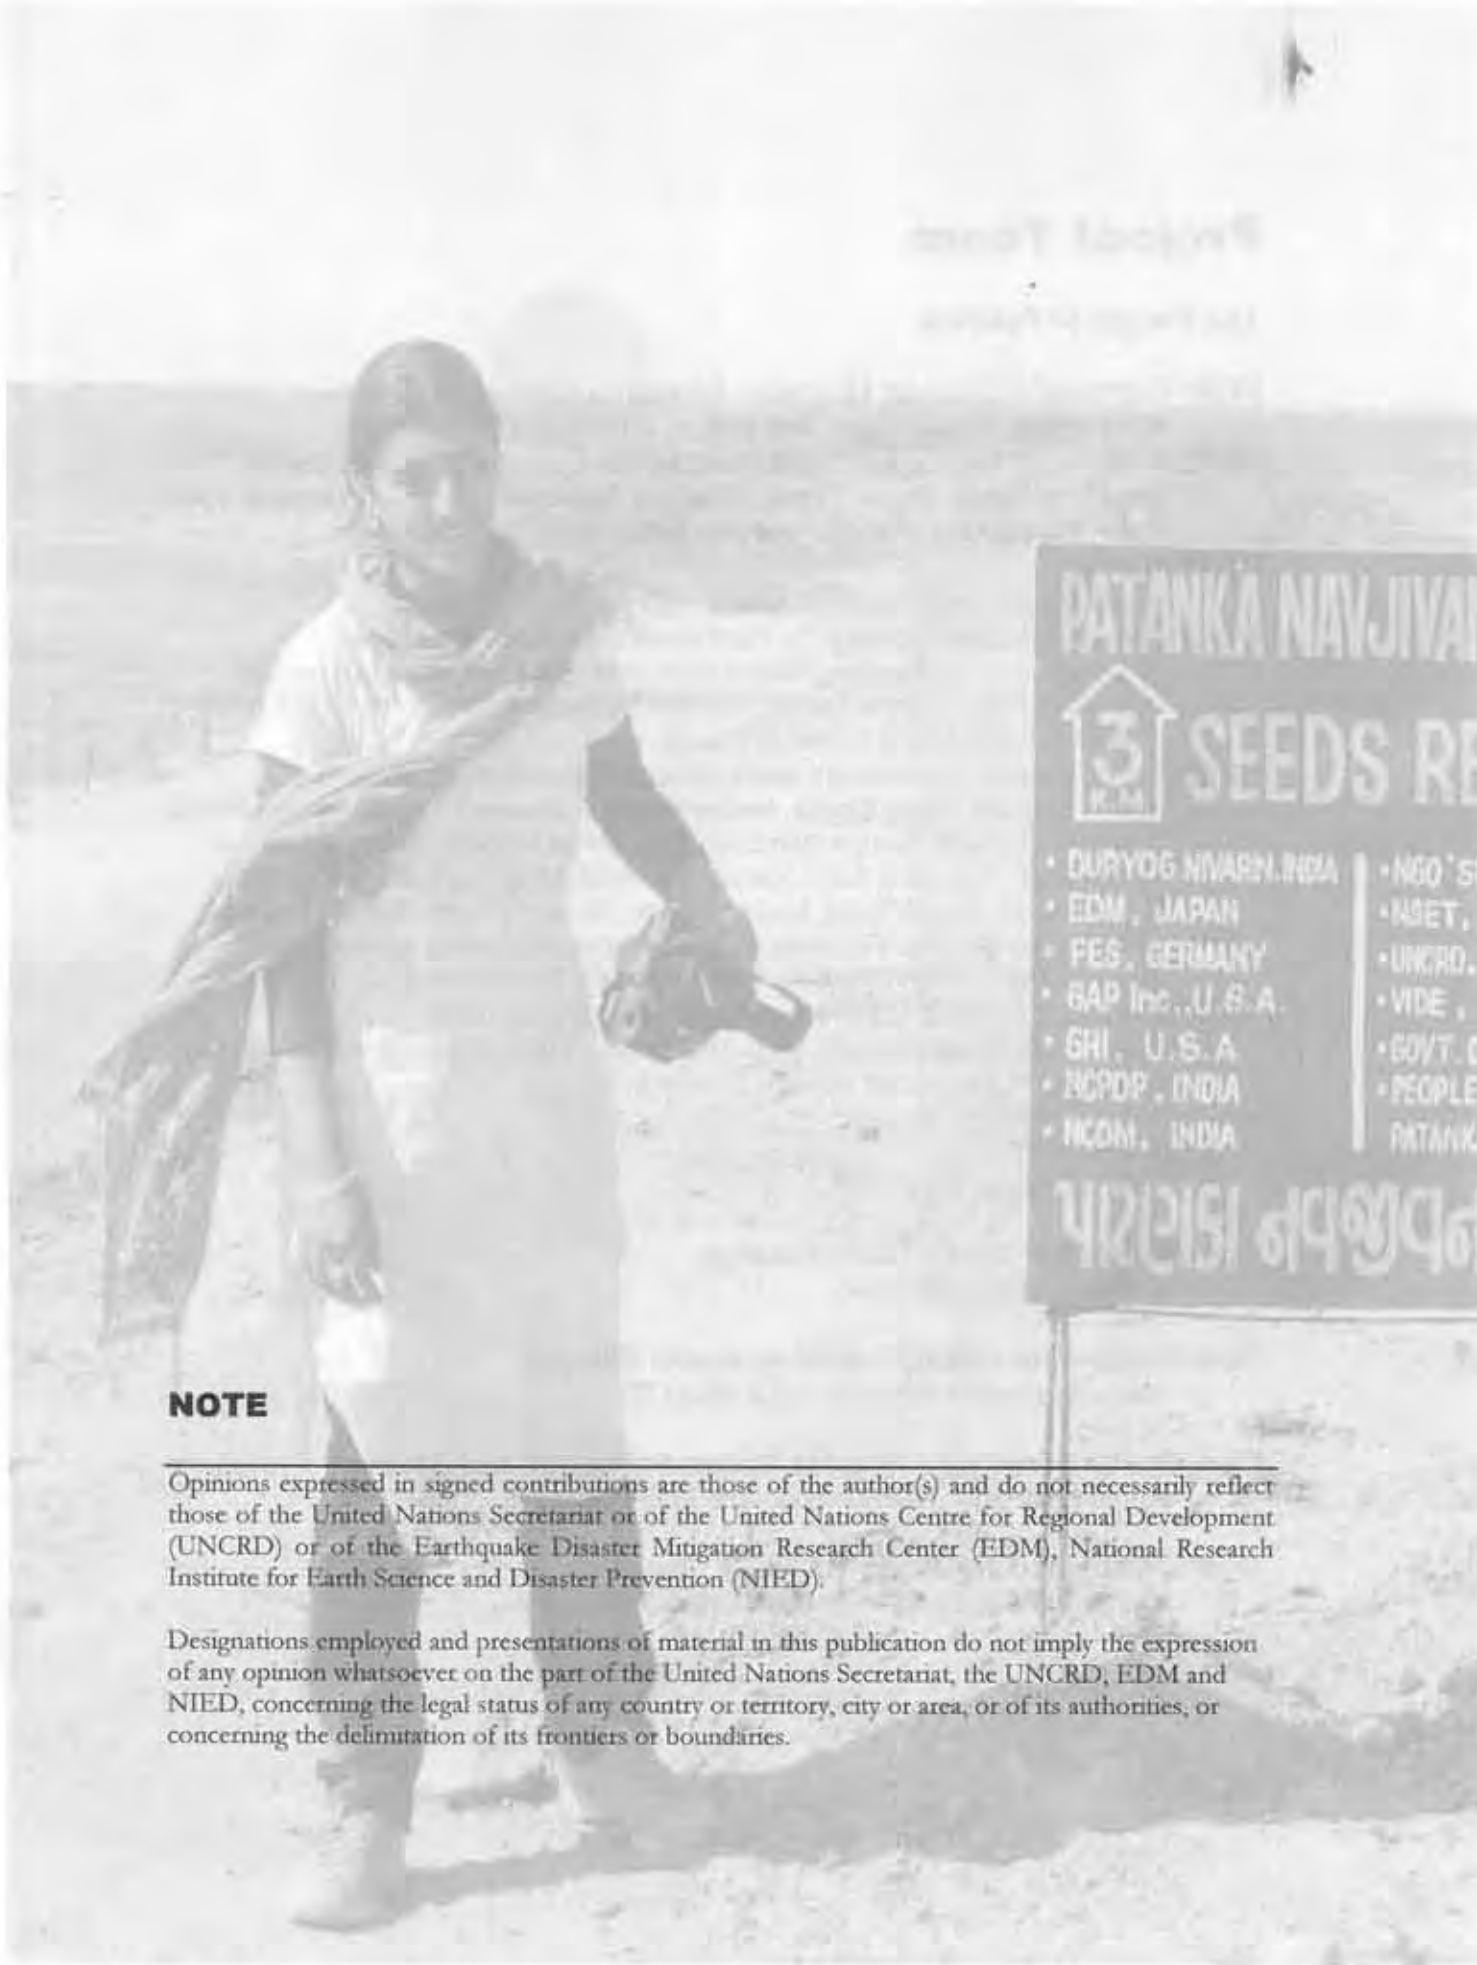 PATANKA NAVJIVA
3
K.M
SEEDS RE
• DURYOG NIVARN.INDIA
• EDM. JAPAN
• FES. GERMANY
• GAP Inc.,U.S.A.
• GHI. U.S.A
• NCPDP. INDIA
• NCDM. INDIA
•NGO'S
•NSET.
•UNCRD.
•VIDE ,
•GOVT.
•PEOPLE
PATANK
પાટણકા નવજીવન
NOTE
Opinions expressed in signed contributions are those of the author(s) and do not necessarily reflect
those of the United Nations Secretariat or of the United Nations Centre for Regional Development
(UNCRD) or of the Earthquake Disaster Mitigation Research Center (EDM), National Research
Institute for Earth Science and Disaster Prevention (NIED).
Designations employed and presentations of material in this publication do not imply the expression
of any opinion whatsoever on the part of the United Nations Secretariat, the UNCRD, EDM and
NIED, concerning the legal status of any country or territory, city or area, or of its authorities, or
concerning the delimitation of its frontiers or boundaries.